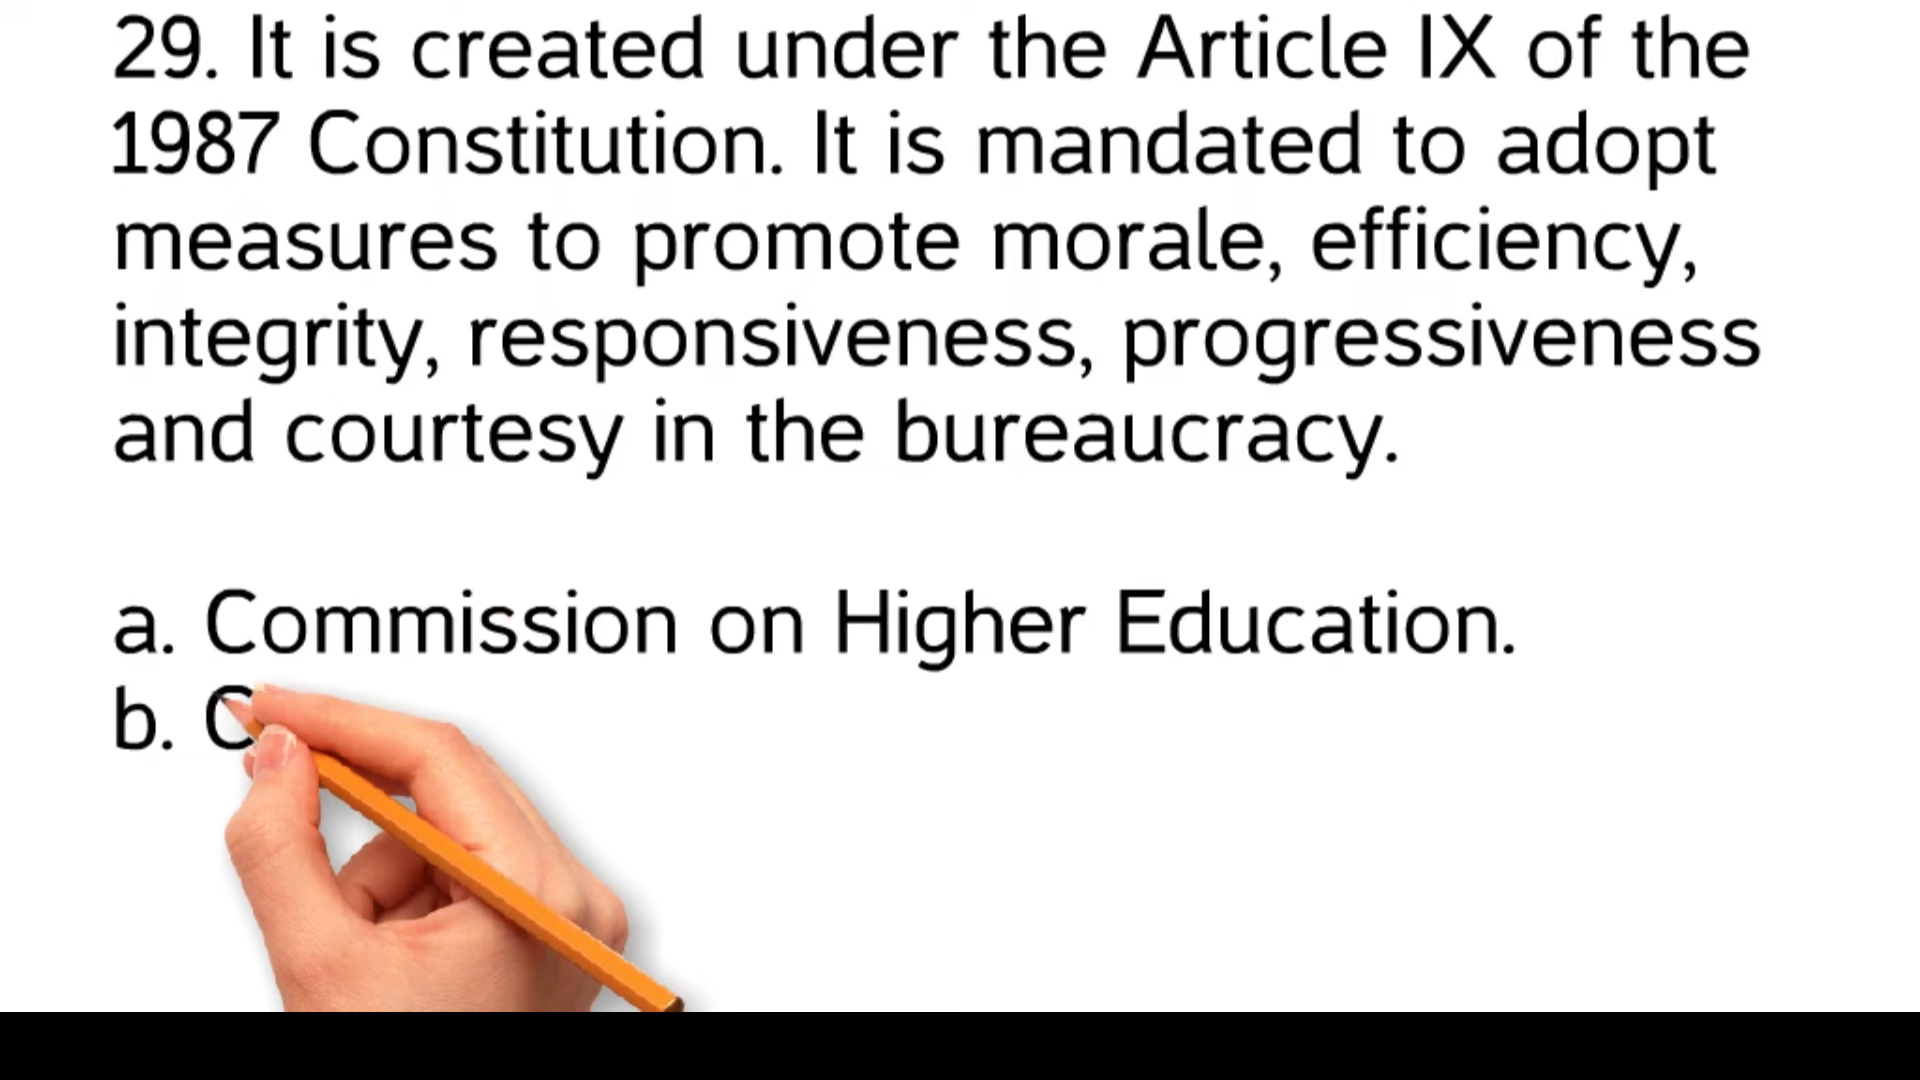 29. It is created under the Article IX of the
1987 Constitution. It is mandated to adopt
measures to promote morale, efficiency,
integrity, responsiveness, progressiveness
and courtesy in the bureaucracy.
a. Commission on Higher Education.
b. C